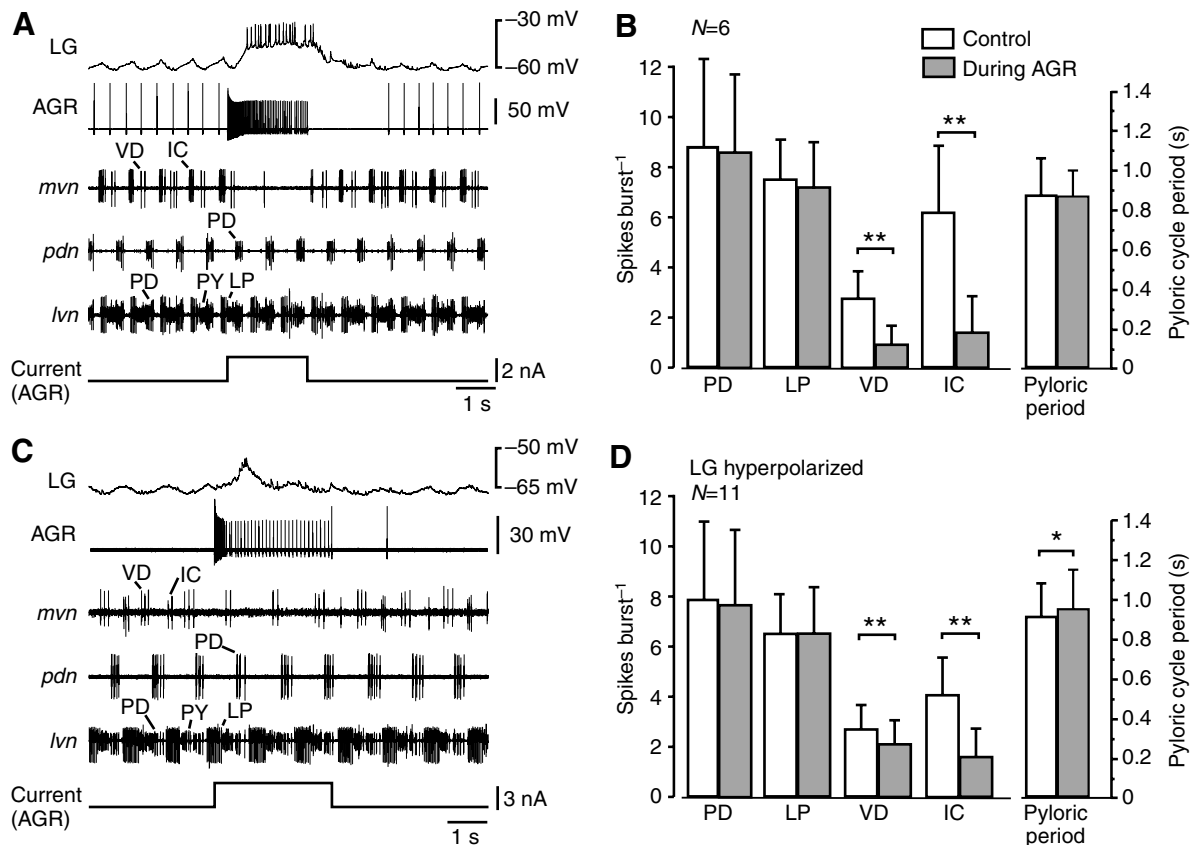 A
LG
–30 mV
–60 mV
AGR
50 mV
VD IC
mvn
PD
pdn
PD PY LP
lvn
Current
(AGR)
2 nA
1 s
B
N=6
Control
During AGR
12
10
8
6
4
2
0
Spikes burst–1
**
**
PD LP VD IC Pyloric
period
1.4
1.2
1.0
0.8
0.6
0.4
0.2
0
Pyloric cycle period (s)
C
LG
–50 mV
–65 mV
AGR
30 mV
VD IC
mvn
PD
pdn
PD PY LP
lvn
Current
(AGR)
3 nA
1 s
D
LG hyperpolarized
N=11
12
10
8
6
4
2
0
Spikes burst–1
**
**
*
PD LP VD IC Pyloric
period
1.4
1.2
1.0
0.8
0.6
0.4
0.2
0
Pyloric cycle period (s)